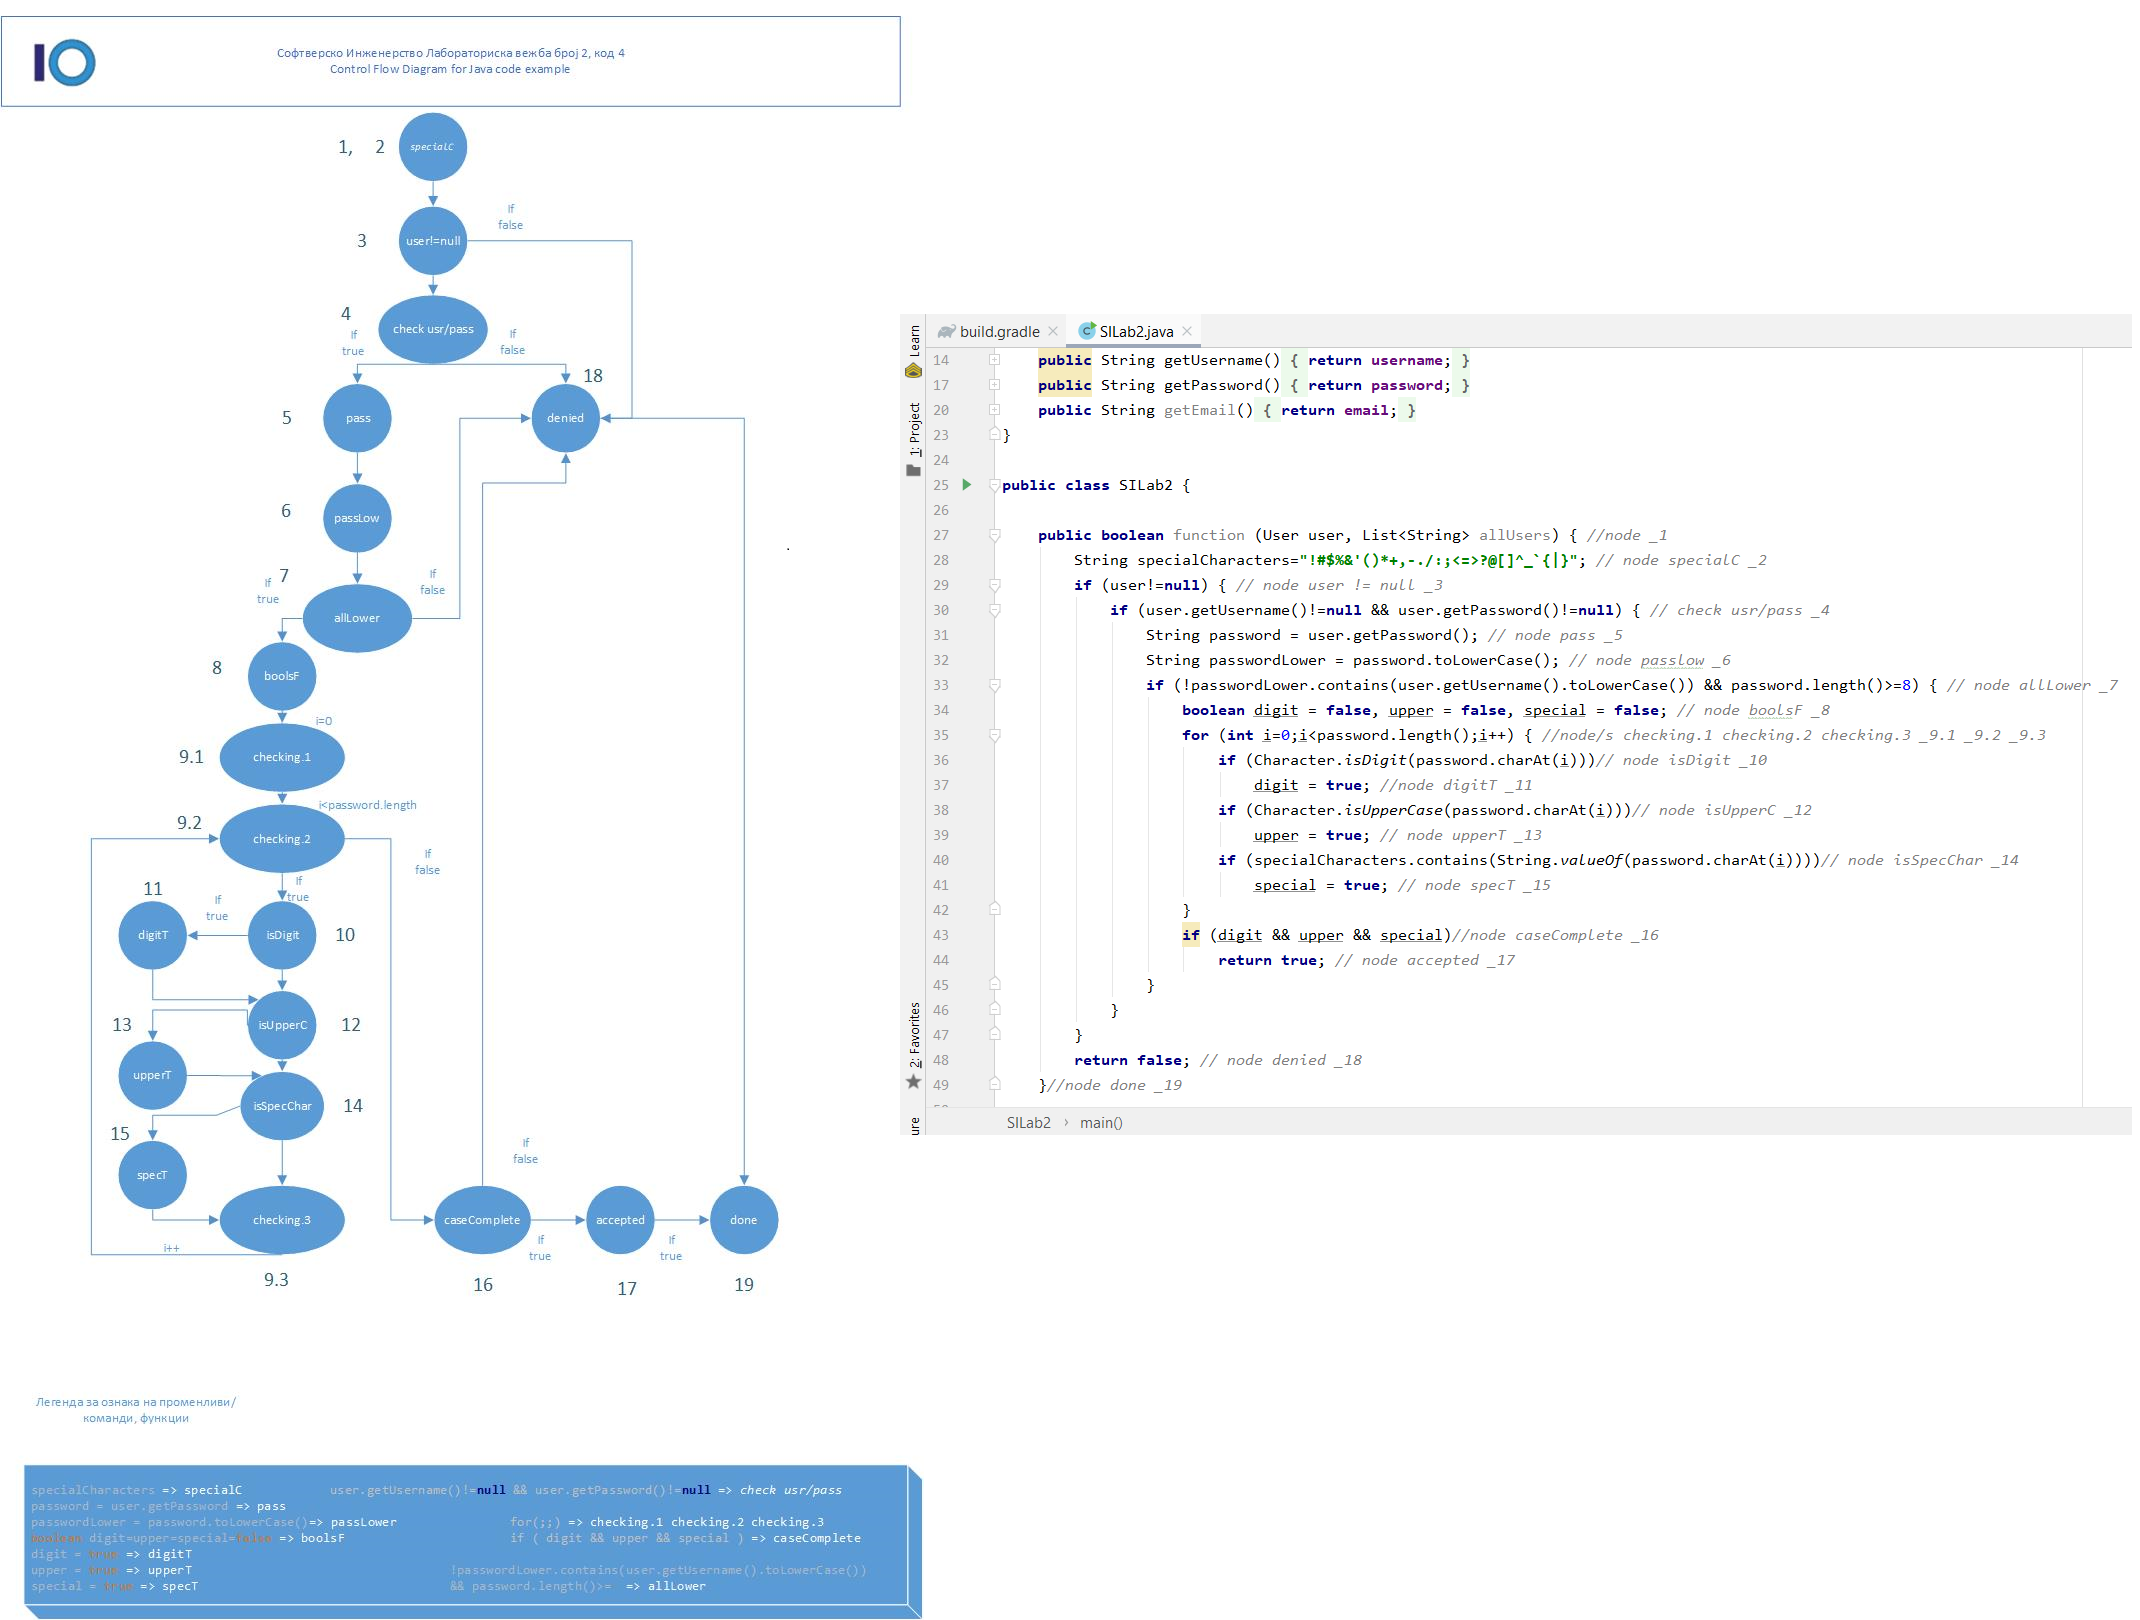 IO
Софтверско Инженерство Лабораториска вежба број 2, код 4
Control Flow Diagram for Java code example
1, 2 specialC
3 user!=null
If
false
4
check usr/pass
If
true
If
false
5 pass
18
denied
6 passLow
7
allLower
If
true
If
false
8 boolsF
i=0
9.1 checking.1
i<password.length
9.2 checking.2
If
false
If
true
If
true
11
digitT
isDigit 10
isUpperC 12
13
upperT
isSpecChar 14
15
specT
checking.3
i++
9.3
If
false
caseComplete
16
If
true
accepted
17
If
true
done
19
.
Легенда за ознака на променливи/
команди, функции
specialCharacters => specialC user.getUsername()!=null && user.getPassword()!=null => check usr/pass
password = user.getPassword => pass
passwordLower = password.toLowerCase()=> passLower for(;;) => checking.1 checking.2 checking.3
boolean digit=upper=special=false => boolsF if ( digit && upper && special ) => caseComplete
digit = true => digitT
upper = true => upperT !passwordLower.contains(user.getUsername().toLowerCase())
special = true => specT && password.length()>= => allLower
Learn
1: Project
2: Favorites
ure
build.gradle SILab2.java
14 public String getUsername() { return username; }
17 public String getPassword() { return password; }
20 public String getEmail() { return email; }
23 }
24
25 public class SILab2 {
26
27 public boolean function (User user, List<String> allUsers) { //node _1
28 String specialCharacters="!#$%&'()*+,-./:;<=>?@[]^_`{|}"; // node specialC _2
29 if (user!=null) { // node user != null _3
30 if (user.getUsername()!=null && user.getPassword()!=null) { // check usr/pass _4
31 String password = user.getPassword(); // node pass _5
32 String passwordLower = password.toLowerCase(); // node passlow _6
33 if (!passwordLower.contains(user.getUsername().toLowerCase()) && password.length()>=8) { // node allLower _7
34 boolean digit = false, upper = false, special = false; // node boolsF _8
35 for (int i=0;i<password.length();i++) { //node/s checking.1 checking.2 checking.3 _9.1 _9.2 _9.3
36 if (Character.isDigit(password.charAt(i)))// node isDigit _10
37 digit = true; //node digitT _11
38 if (Character.isUpperCase(password.charAt(i)))// node isUpperC _12
39 upper = true; // node upperT _13
40 if (specialCharacters.contains(String.valueOf(password.charAt(i))))// node isSpecChar _14
41 special = true; // node specT _15
42 }
43 if (digit && upper && special)//node caseComplete _16
44 return true; // node accepted _17
45 }
46 }
47 }
48 return false; // node denied _18
49 }//node done _19
SILab2 › main()